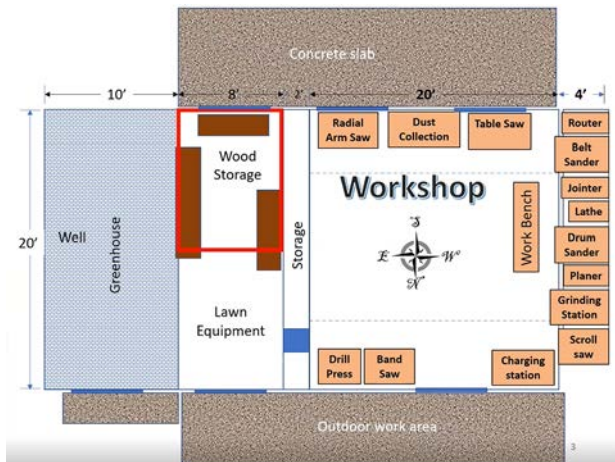 Concrete slab
10'
8'
2'
20'
4'
Radial
Arm Saw
Dust
Collection
Table Saw
Router
Belt
Sander
Wood
Storage
Workshop
Jointer
Lathe
Work Bench
S
E
W
N
20'
Well
Greenhouse
Storage
Drum
Sander
Planer
Grinding
Station
Lawn
Equipment
Scroll
saw
Drill
Press
Band
Saw
Charging
station
Outdoor work area
3